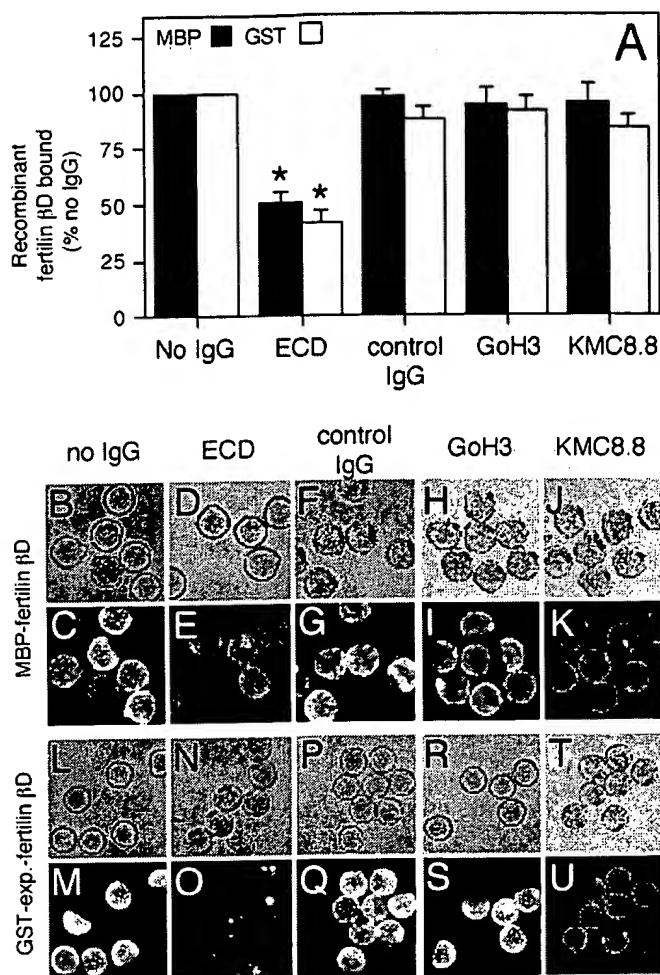 MBP GST A
125
100
75
50
25
0
Recombinant
fertilin βD bound
(% no IgG)
* *
No IgG ECD control
IgG GoH3 KMC8.8
no IgG ECD control
IgG GoH3 KMC8.8
MBP-fertilin βD
B D F H J
C E G I K
GST-exp.-fertilin βD
L N P R T
M O Q S U